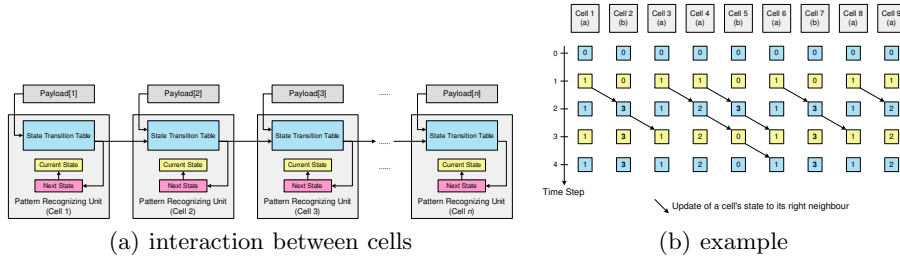 Payload[1] Payload[2] Payload[3] ...... Payload[n]
State Transition Table State Transition Table State Transition Table ...... State Transition Table
Current State Current State Current State ...... Current State
Next State Next State Next State Next State
Pattern Recognizing Unit Pattern Recognizing Unit Pattern Recognizing Unit Pattern Recognizing Unit
(Cell 1) (Cell 2) (Cell 3) (Cell n)
(a) interaction between cells
Cell 1 Cell 2 Cell 3 Cell 4 Cell 5 Cell 6 Cell 7 Cell 8 Cell 9
(a) (b) (a) (a) (b) (a) (b) (a) (a)
0 0 0 0 0 0 0 0 0 0
1 1 0 1 1 0 1 0 1 1
2 1 3 1 2 3 1 3 1 2
3 1 3 1 2 0 1 3 1 2
4 1 3 1 2 0 1 3 1 2
Time Step
Update of a cell's state to its right neighbour
(b) example